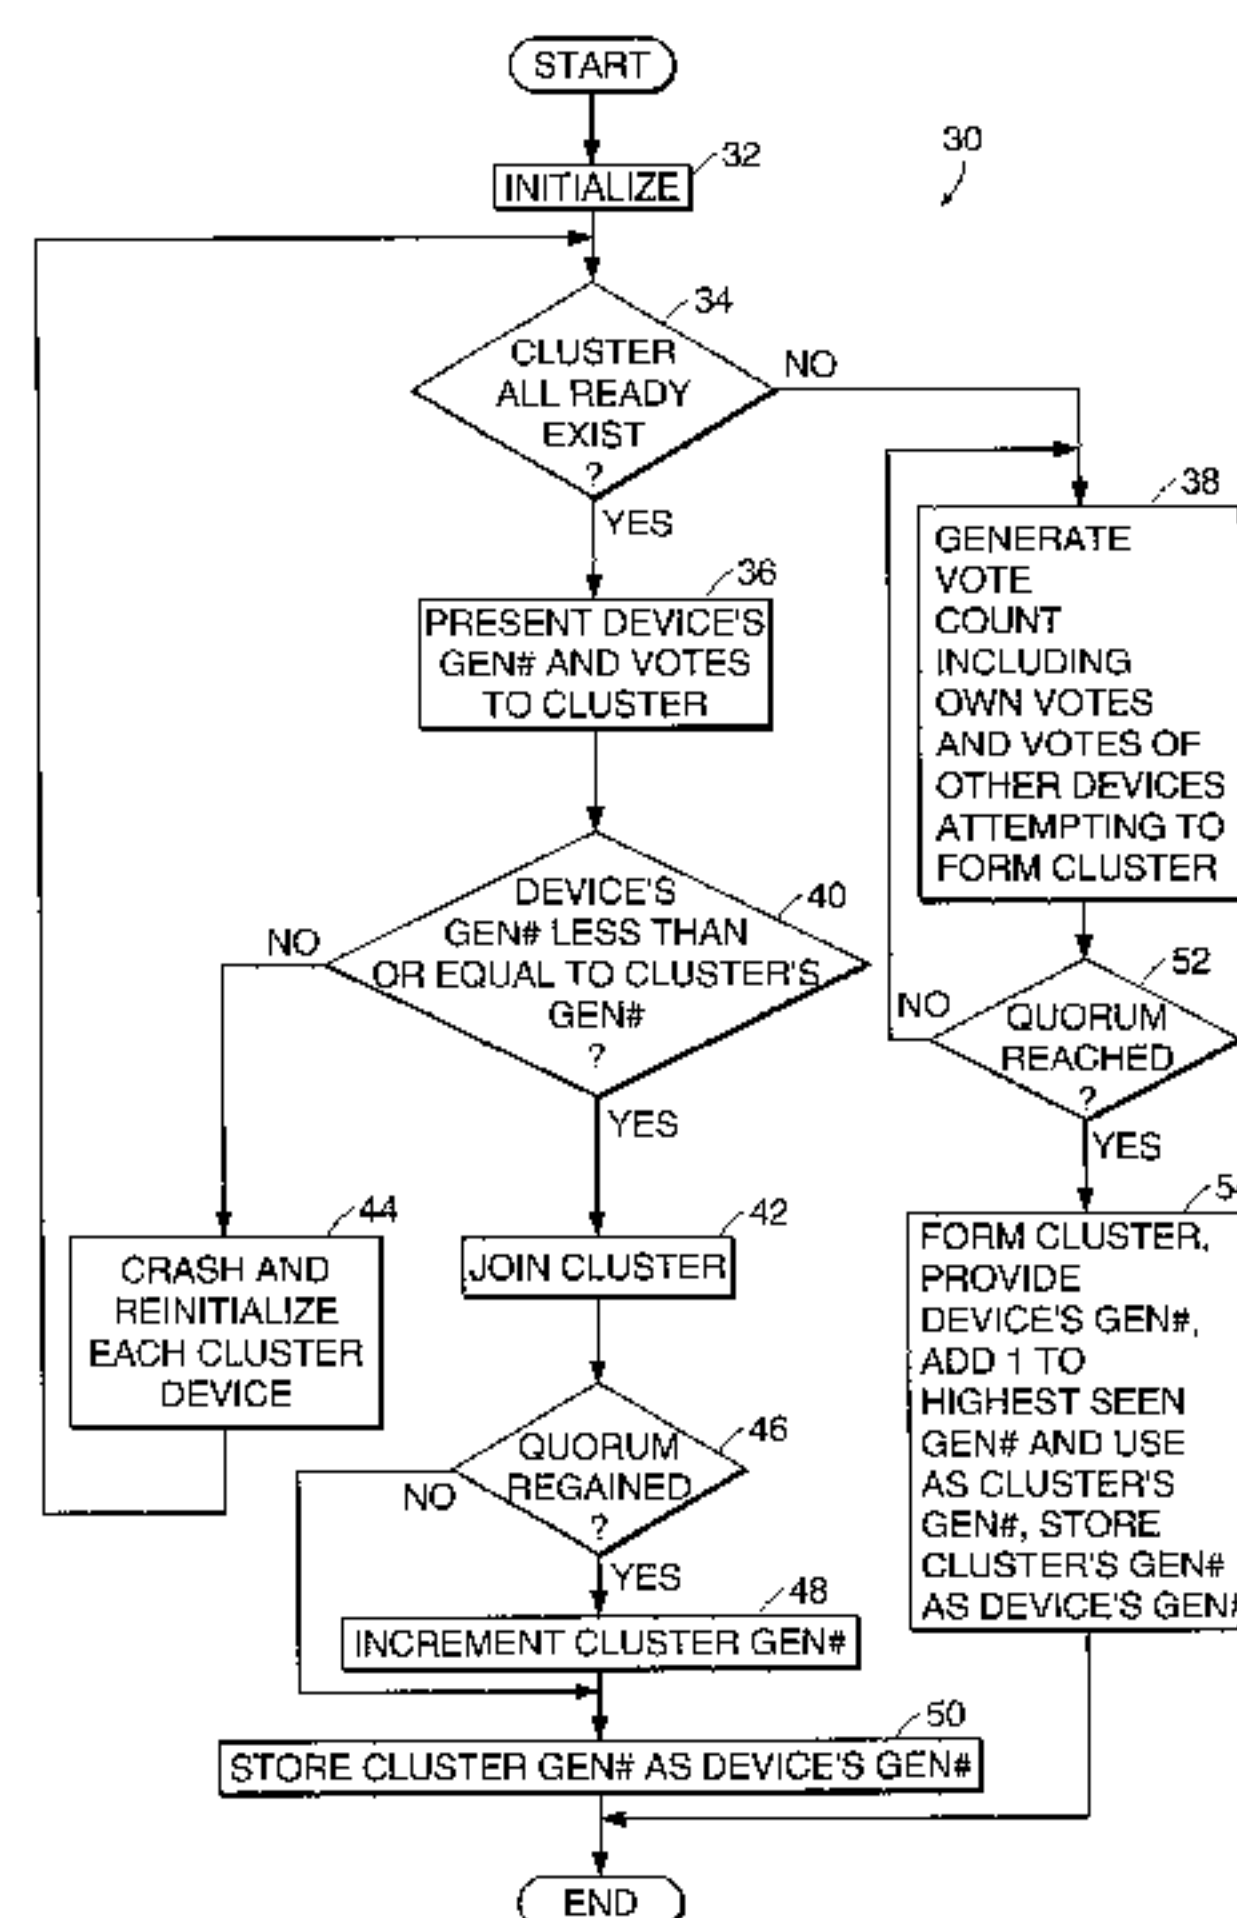 START
30
32
INITIALIZE
34
CLUSTER
ALL READY
EXIST
?
NO
YES
36
PRESENT DEVICE'S
GEN# AND VOTES
TO CLUSTER
38
GENERATE
VOTE
COUNT
INCLUDING
OWN VOTES
AND VOTES OF
OTHER DEVICES
ATTEMPTING TO
FORM CLUSTER
40
DEVICE'S
GEN# LESS THAN
OR EQUAL TO CLUSTER'S
GEN#
?
NO
YES
52
QUORUM
REACHED
?
NO
YES
44
CRASH AND
REINITIALIZE
EACH CLUSTER
DEVICE
42
JOIN CLUSTER
FORM CLUSTER,
PROVIDE
DEVICE'S GEN#,
ADD 1 TO
HIGHEST SEEN
GEN# AND USE
AS CLUSTER'S
GEN#, STORE
CLUSTER'S GEN#
AS DEVICE'S GEN#
46
QUORUM
REGAINED
?
NO
YES
48
INCREMENT CLUSTER GEN#
50
STORE CLUSTER GEN# AS DEVICE'S GEN#
END